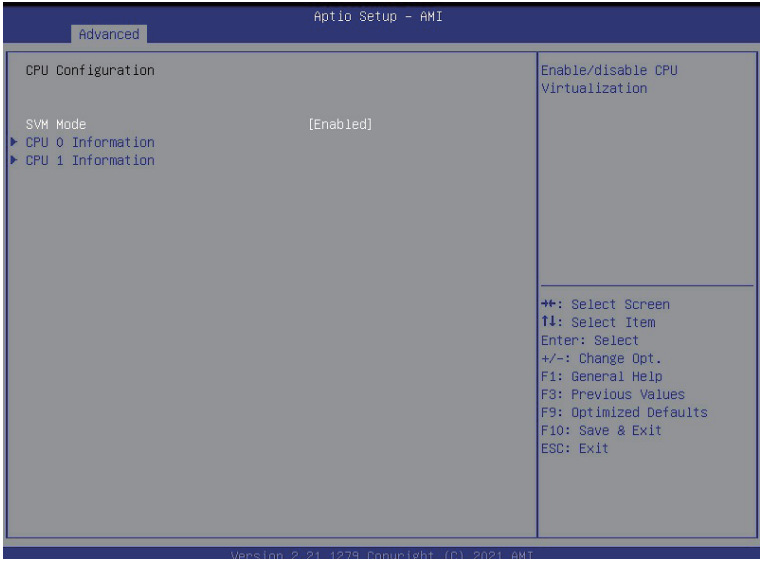 Aptio Setup – AMI
Advanced
CPU Configuration
SVM Mode [Enabled]
CPU 0 Information
CPU 1 Information
Enable/disable CPU
Virtualization
→←: Select Screen
↑↓: Select Item
Enter: Select
+/-: Change Opt.
F1: General Help
F3: Previous Values
F9: Optimized Defaults
F10: Save & Exit
ESC: Exit
Version 2.21.1279 Copyright (C) 2021 AMI